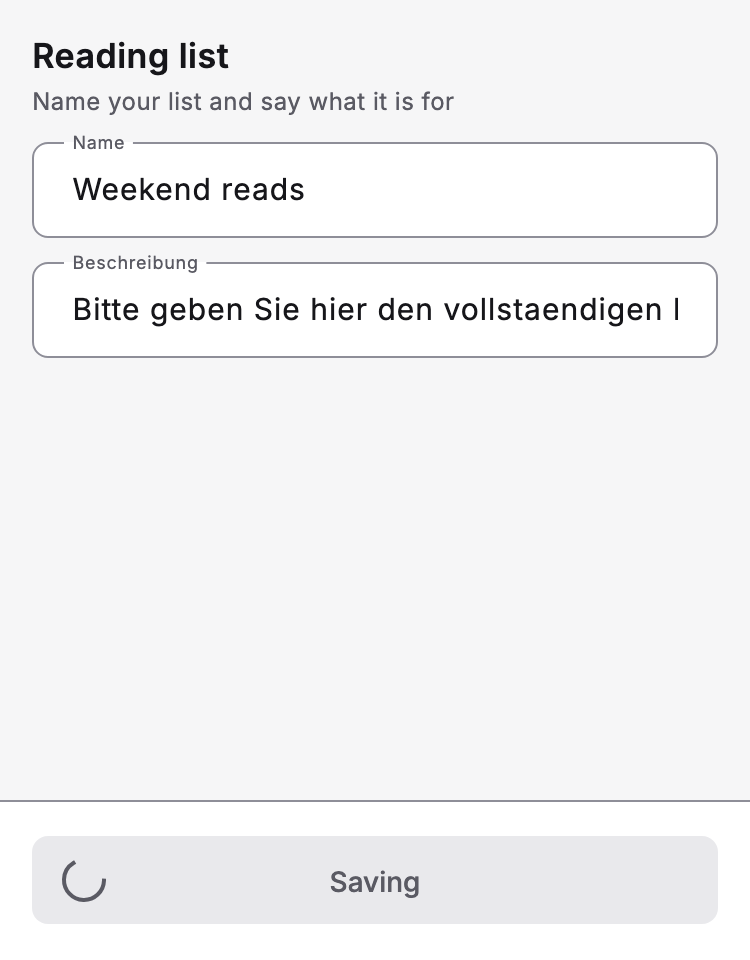 Reading list
Name your list and say what it is for
Name
Weekend reads
Beschreibung
Bitte geben Sie hier den vollstaendigen
Saving